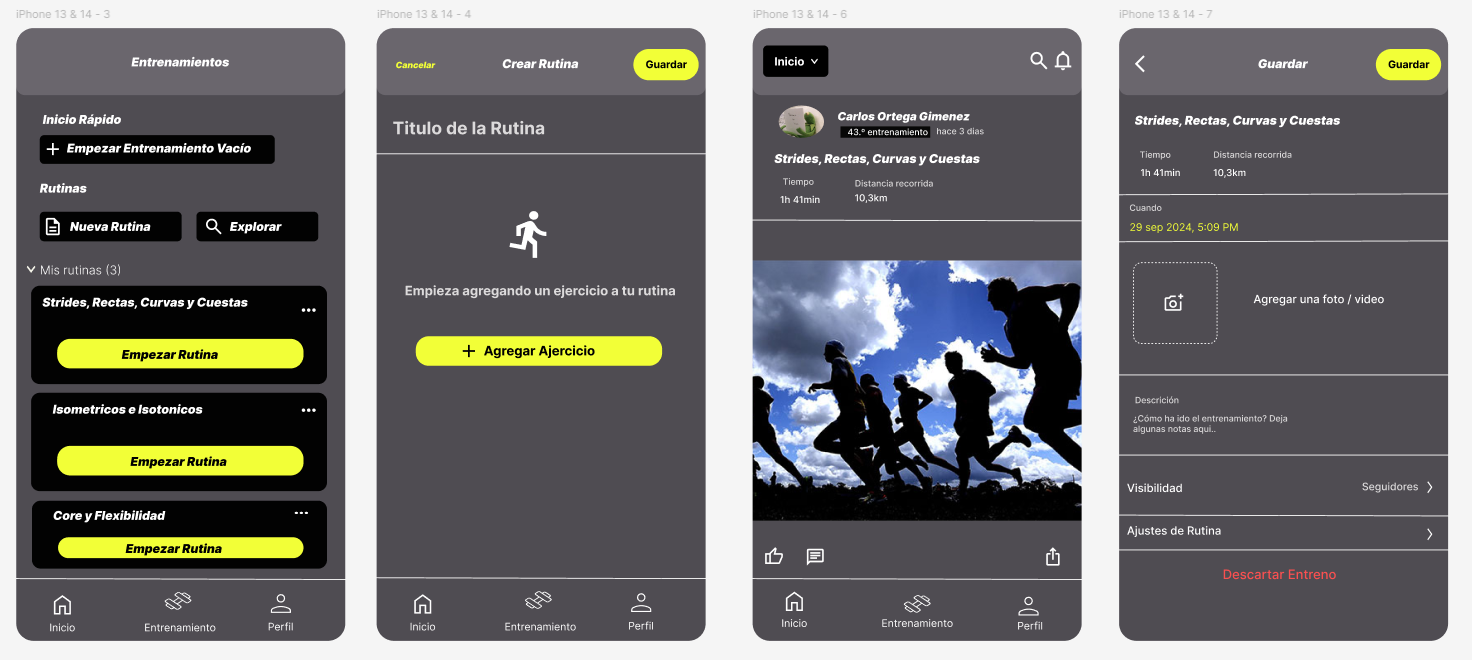 iPhone 13 & 14 - 3
Entrenamientos
Inicio Rápido
Empezar Entrenamiento Vacío
Rutinas
Nueva Rutina
Explorar
Mis rutinas (3)
Strides, Rectas, Curvas y Cuestas
Empezar Rutina
Isometricos e Isotonicos
Empezar Rutina
Core y Flexibilidad
Empezar Rutina
Inicio
Entrenamiento
Perfil
iPhone 13 & 14 - 4
Cancelar
Crear Rutina
Guardar
Titulo de la Rutina
Empieza agregando un ejercicio a tu rutina
Agregar Ajercicio
Inicio
Entrenamiento
Perfil
iPhone 13 & 14 - 6
Inicio
Carlos Ortega Gimenez
43.º entrenamiento hace 3 dias
Strides, Rectas, Curvas y Cuestas
Tiempo
Distancia recorrida
1h 41min
10,3km
Inicio
Entrenamiento
Perfil
iPhone 13 & 14 - 7
Guardar
Guardar
Strides, Rectas, Curvas y Cuestas
Tiempo
Distancia recorrida
1h 41min
10,3km
Cuando
29 sep 2024, 5:09 PM
Agregar una foto / video
Descrición
¿Cómo ha ido el entrenamiento? Deja
algunas notas aqui..
Visibilidad
Seguidores
Ajustes de Rutina
Descartar Entreno